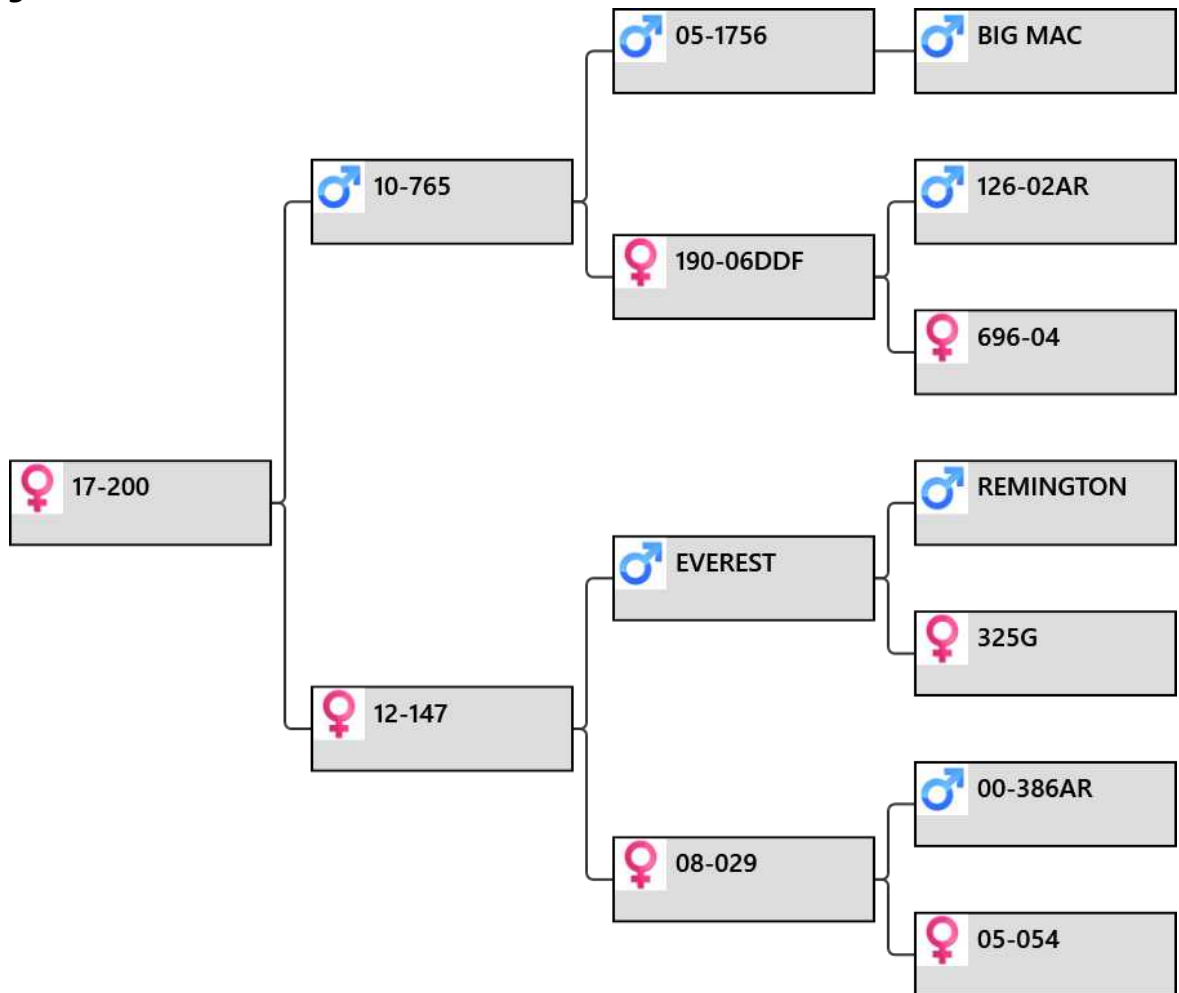 05-1756
BIG MAC
10-765
126-02AR
190-06DDF
696-04
17-200
REMINGTON
EVEREST
325G
12-147
00-386AR
08-029
05-054